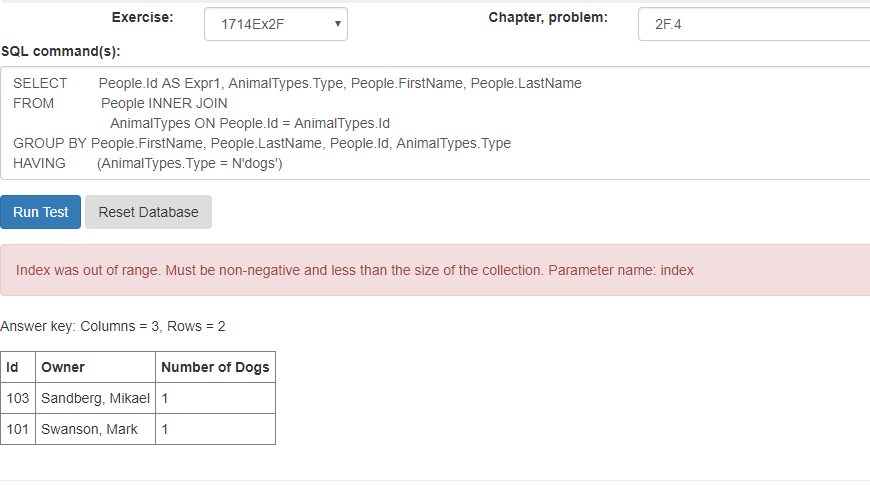 Exercise: 1714Ex2F Chapter, problem: 2F.4
SQL command(s):
SELECT People.Id AS Expr1, AnimalTypes.Type, People.FirstName, People.LastName
FROM People INNER JOIN
AnimalTypes ON People.Id = AnimalTypes.Id
GROUP BY People.FirstName, People.LastName, People.Id, AnimalTypes.Type
HAVING (AnimalTypes.Type = N'dogs')
Run Test Reset Database
Index was out of range. Must be non-negative and less than the size of the collection. Parameter name: index
Answer key: Columns = 3, Rows = 2
Id Owner Number of Dogs
103 Sandberg, Mikael 1
101 Swanson, Mark 1